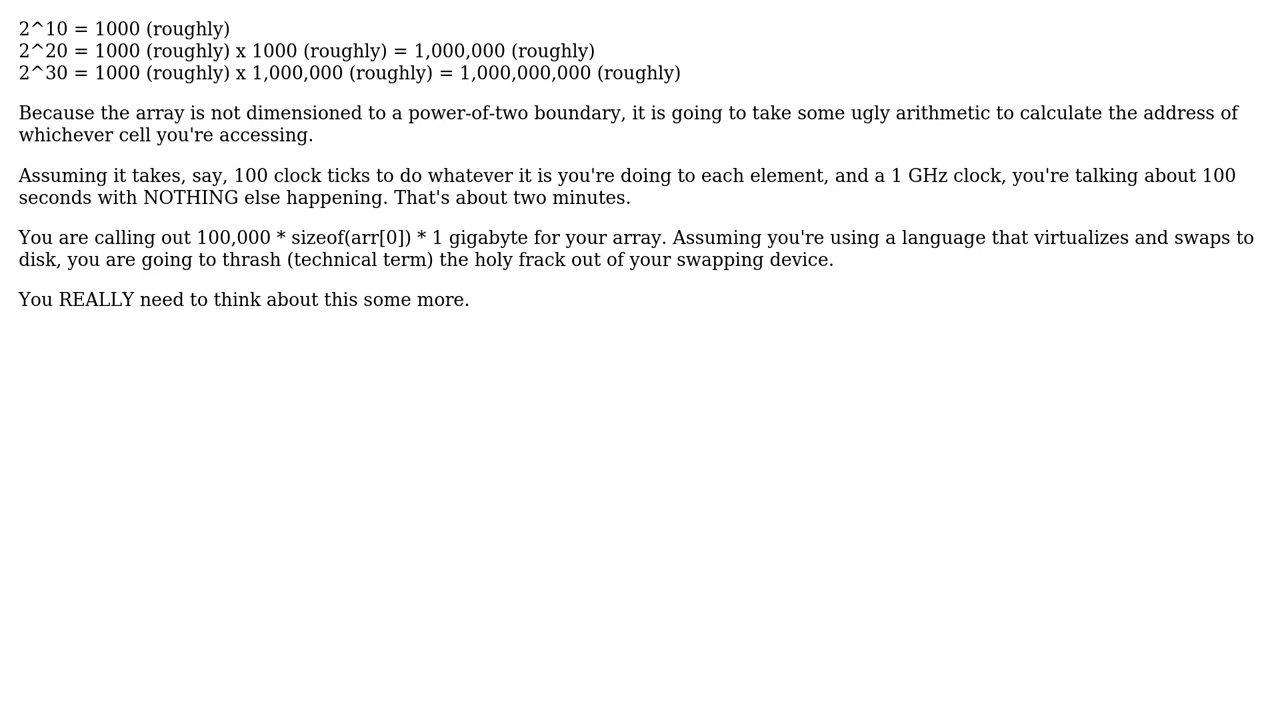 2^10 = 1000 (roughly)
2^20 = 1000 (roughly) x 1000 (roughly) = 1,000,000 (roughly)
2^30 = 1000 (roughly) x 1,000,000 (roughly) = 1,000,000,000 (roughly)
Because the array is not dimensioned to a power-of-two boundary, it is going to take some ugly arithmetic to calculate the address of
whichever cell you're accessing.
Assuming it takes, say, 100 clock ticks to do whatever it is you're doing to each element, and a 1 GHz clock, you're talking about 100
seconds with NOTHING else happening. That's about two minutes.
You are calling out 100,000 * sizeof(arr[0]) * 1 gigabyte for your array. Assuming you're using a language that virtualizes and swaps to
disk, you are going to thrash (technical term) the holy frack out of your swapping device.
You REALLY need to think about this some more.